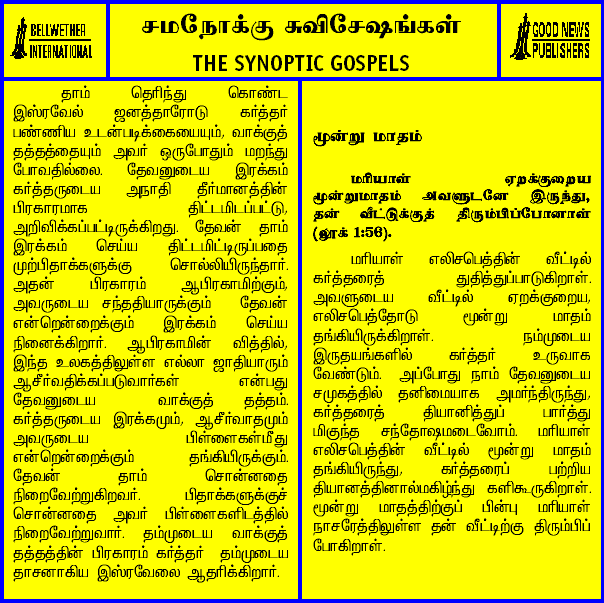 BELLWETHER
INTERNATIONAL
சமநோக்கு சுவிசேஷங்கள்
THE SYNOPTIC GOSPELS
GOOD NEWS
PUBLISHERS
தாம் தெரிந்து கொண்ட
இஸ்ரவேல் ஜனத்தாரோடு கர்த்தர்
பண்ணிய உடன்படிக்கையையும், வாக்குத்
தத்தத்தையும் அவர் ஒருபோதும் மறந்து
போவதில்லை. தேவனுடைய இரக்கம்
கர்த்தருடைய அநாதி தீர்மானத்தின்
பிரகாரமாக திட்டமிடப்பட்டு,
அறிவிக்கப்பட்டிருக்கிறது. தேவன் தாம்
இரக்கம் செய்ய திட்டமிட்டிருப்பதை
முற்பிதாக்களுக்கு சொல்லியிருந்தார்.
அதன் பிரகாரம் ஆபிரகாமிற்கும்,
அவருடைய சந்ததியாருக்கும் தேவன்
என்றென்றைக்கும் இரக்கம் செய்ய
நினைக்கிறார். ஆபிரகாமின் வித்தில்,
இந்த உலகத்திலுள்ள எல்லா ஜாதியாரும்
ஆசீர்வதிக்கப்படுவார்கள் என்பது
தேவனுடைய வாக்குத் தத்தம்.
கர்த்தருடைய இரக்கமும், ஆசீர்வாதமும்
அவருடைய பிள்ளைகள்மீது
என்றென்றைக்கும் தங்கியிருக்கும்.
தேவன் தாம் சொன்னதை
நிறைவேற்றுகிறவர். பிதாக்களுக்குச்
சொன்னதை அவர் பிள்ளைகளிடத்தில்
நிறைவேற்றுவார். தம்முடைய வாக்குத்
தத்தத்தின் பிரகாரம் கர்த்தர் தம்முடைய
தாசனாகிய இஸ்ரவேலை ஆதரிக்கிறார்.
மூன்று மாதம்
மரியாள் ஏறக்குறைய
மூன்றுமாதம் அவளுடனே இருந்து,
தன் வீட்டுக்குத் திரும்பிப்போனாள்
(லூக் 1:56).
மரியாள் எலிசபெத்தின் வீட்டில்
கர்த்தரைத் துதித்துப்பாடுகிறாள்.
அவளுடைய வீட்டில் ஏறக்குறைய,
எலிசபெத்தோடு மூன்று மாதம்
தங்கியிருக்கிறாள். நம்முடைய
இருதயங்களில் கர்த்தர் உருவாக
வேண்டும். அப்போது நாம் தேவனுடைய
சமுகத்தில் தனிமையாக அமர்ந்திருந்து,
கர்த்தரைத் தியானித்துப் பார்த்து
மிகுந்த சந்தோஷமடைவோம். மரியாள்
எலிசபெத்தின் வீட்டில் மூன்று மாதம்
தங்கியிருந்து, கர்த்தரைப் பற்றிய
தியானத்தினால்மகிழ்ந்து களிகூருகிறாள்.
மூன்று மாதத்திற்குப் பின்பு மரியாள்
நாசரேத்திலுள்ள தன் வீட்டிற்கு திரும்பிப்
போகிறாள்.